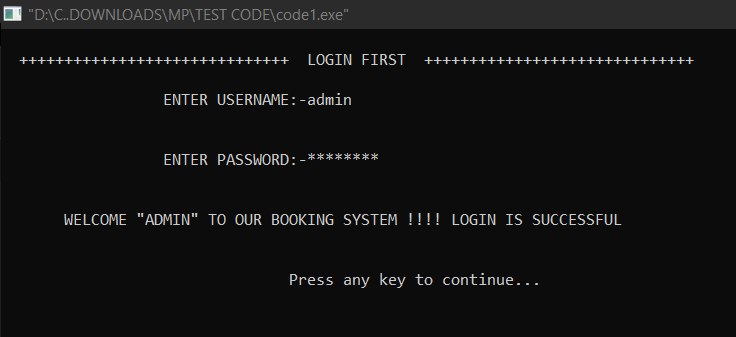 "D:\C..DOWNLOADS\MP\TEST CODE\code1.exe"
++++++++++++++++++++++++++++++ LOGIN FIRST ++++++++++++++++++++++++++++++
ENTER USERNAME:-admin
ENTER PASSWORD:-********
WELCOME "ADMIN" TO OUR BOOKING SYSTEM !!!! LOGIN IS SUCCESSFUL
Press any key to continue...